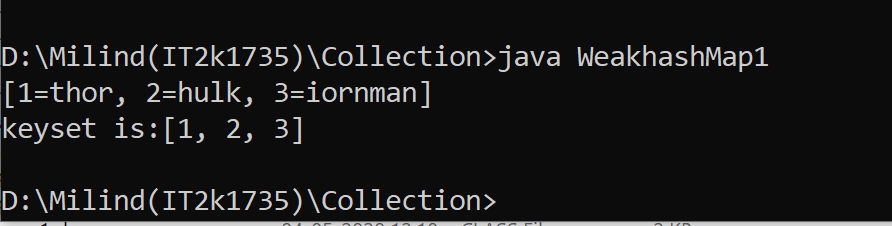 D:\Milind(IT2k1735)\Collection>java WeakhashMap1
[1=thor, 2=hulk, 3=iornman]
keyset is:[1, 2, 3]
D:\Milind(IT2k1735)\Collection>